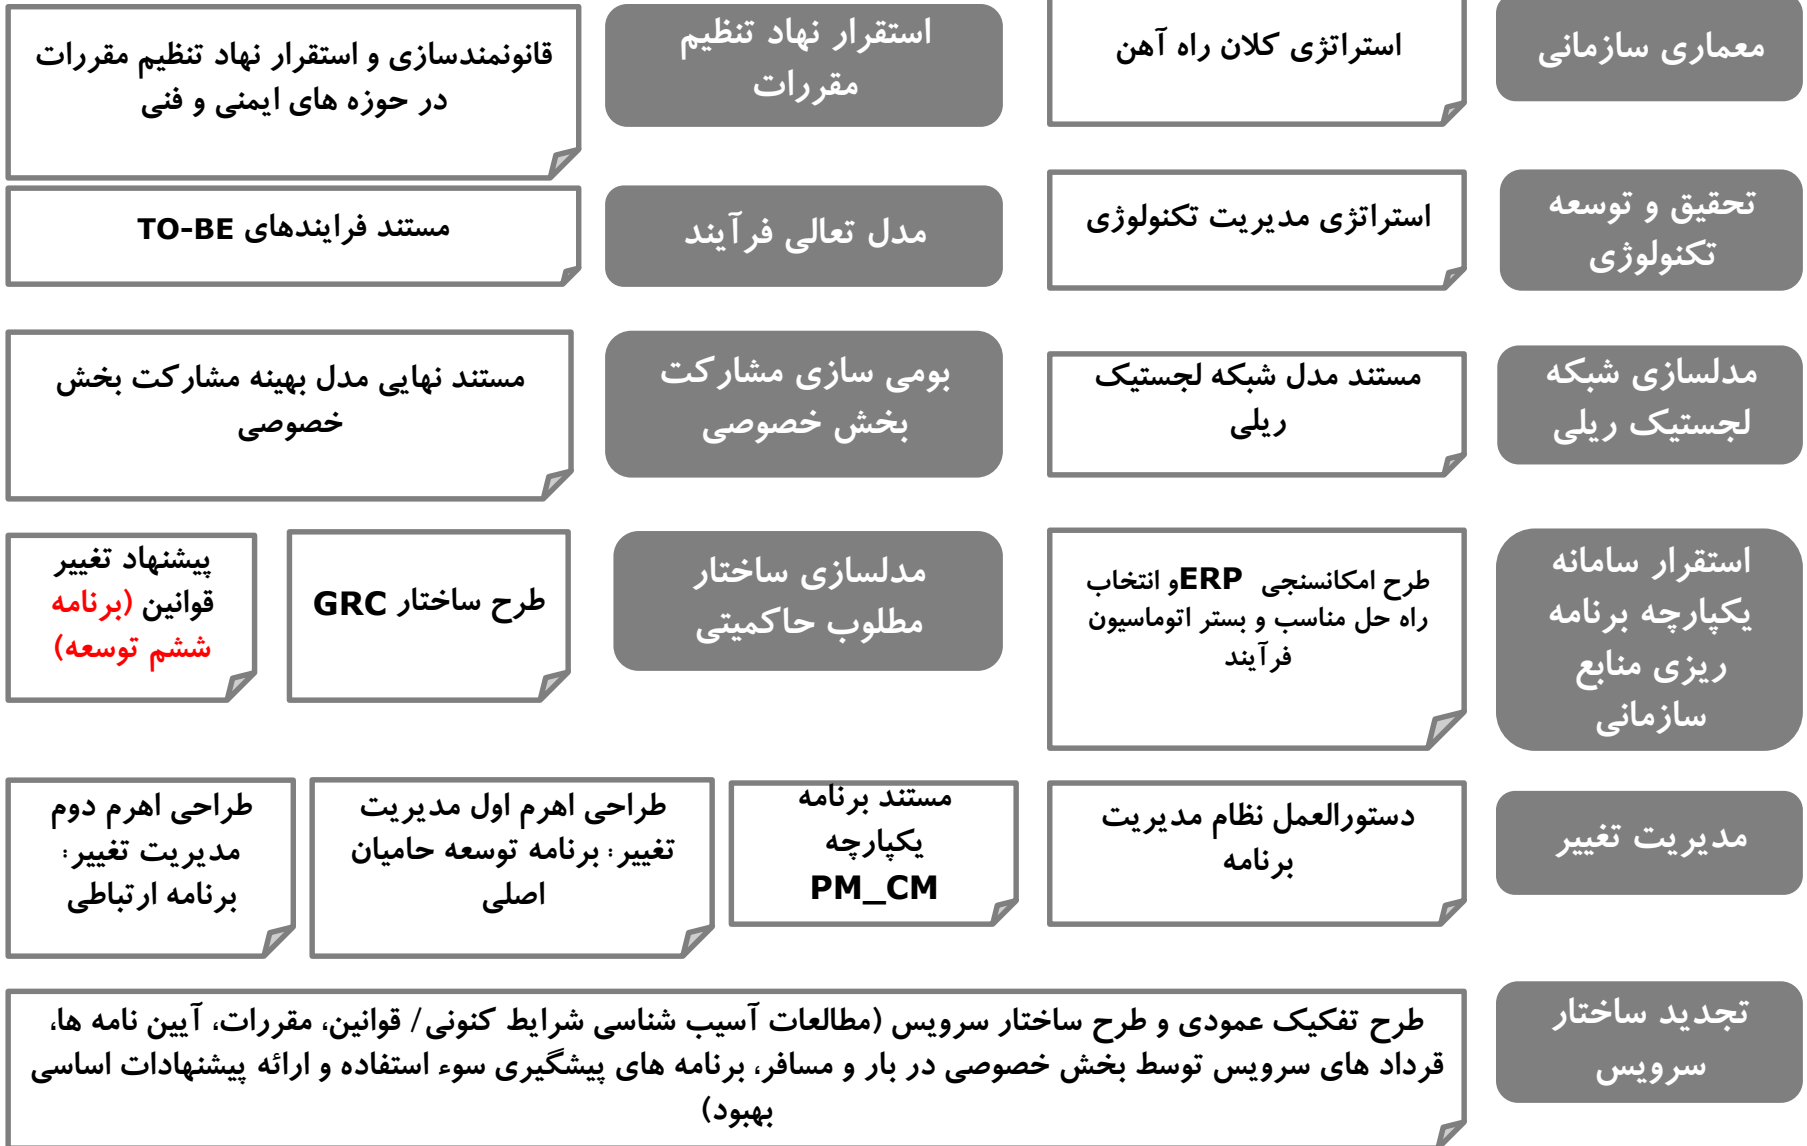 معماری سازمانی
استراتژی کلان راه آهن
استقرار نهاد تنظیم
مقررات
قانونمندسازی و استقرار نهاد تنظیم مقررات
در حوزه های ایمنی و فنی
تحقیق و توسعه
تکنولوژی
استراتژی مدیریت تکنولوژی
مدل تعالی فرآیند
مستند فرایندهای TO-BE
مدلسازی شبکه
لجستیک ریلی
مستند مدل شبکه لجستیک
ریلی
بومی سازی مشارکت
بخش خصوصی
مستند نهایی مدل بهینه مشارکت بخش
خصوصی
استقرار سامانه
یکپارچه برنامه
ریزی منابع
سازمانی
طرح امکانسنجی ERPو انتخاب
راه حل مناسب و بستر اتوماسیون
فرآیند
مدلسازی ساختار
مطلوب حاکمیتی
طرح ساختار GRC
پیشنهاد تغییر
قوانین (برنامه
ششم توسعه)
مدیریت تغییر
دستورالعمل نظام مدیریت
برنامه
مستند برنامه
یکپارچه
PM_CM
طراحی اهرم اول مدیریت
تغییر: برنامه توسعه حامیان
اصلی
طراحی اهرم دوم
مدیریت تغییر:
برنامه ارتباطی
تجدید ساختار
سرویس
طرح تفکیک عمودی و طرح ساختار سرویس (مطالعات آسیب شناسی شرایط کنونی/ قوانین، مقررات، آیین نامه ها،
قرداد های سرویس توسط بخش خصوصی در بار و مسافر، برنامه های پیشگیری سوء استفاده و ارائه پیشنهادات اساسی
بهبود)